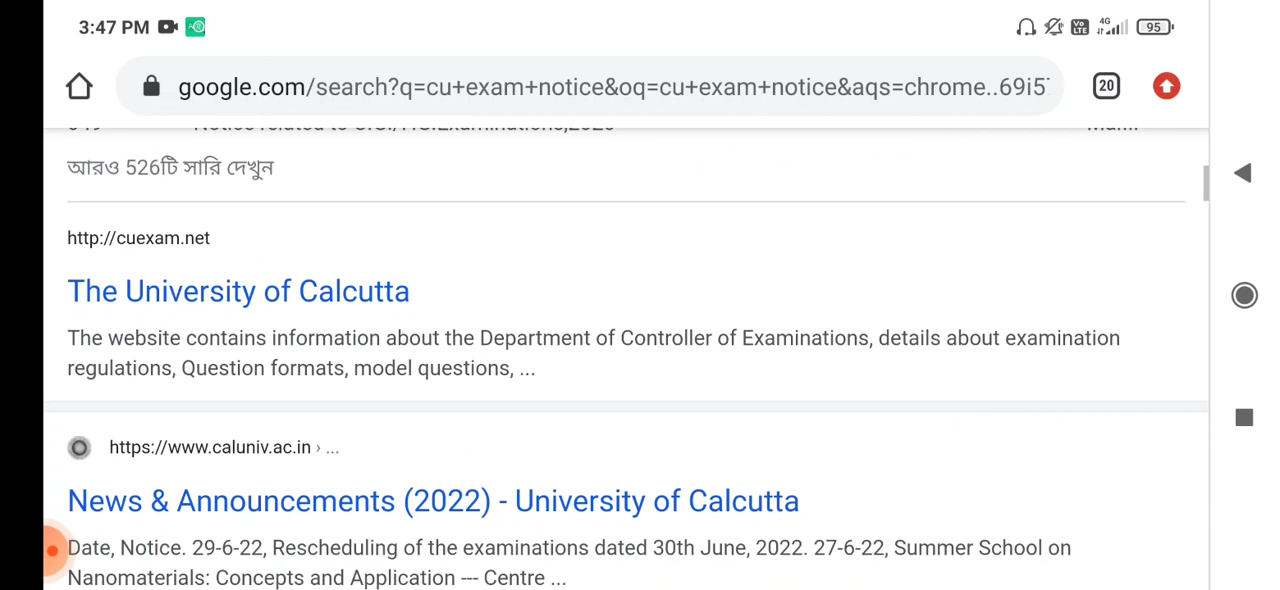 3:47 PM
Vo LTE 4G 95
google.com/search?q=cu+exam+notice&oq=cu+exam+notice&aqs=chrome..69i5
20
আরও 526টি সারি দেখুন
http://cuexam.net
The University of Calcutta
The website contains information about the Department of Controller of Examinations, details about examination
regulations, Question formats, model questions, ...
https://www.caluniv.ac.in › ...
News & Announcements (2022) - University of Calcutta
Date, Notice. 29-6-22, Rescheduling of the examinations dated 30th June, 2022. 27-6-22, Summer School on
Nanomaterials: Concepts and Application --- Centre ...